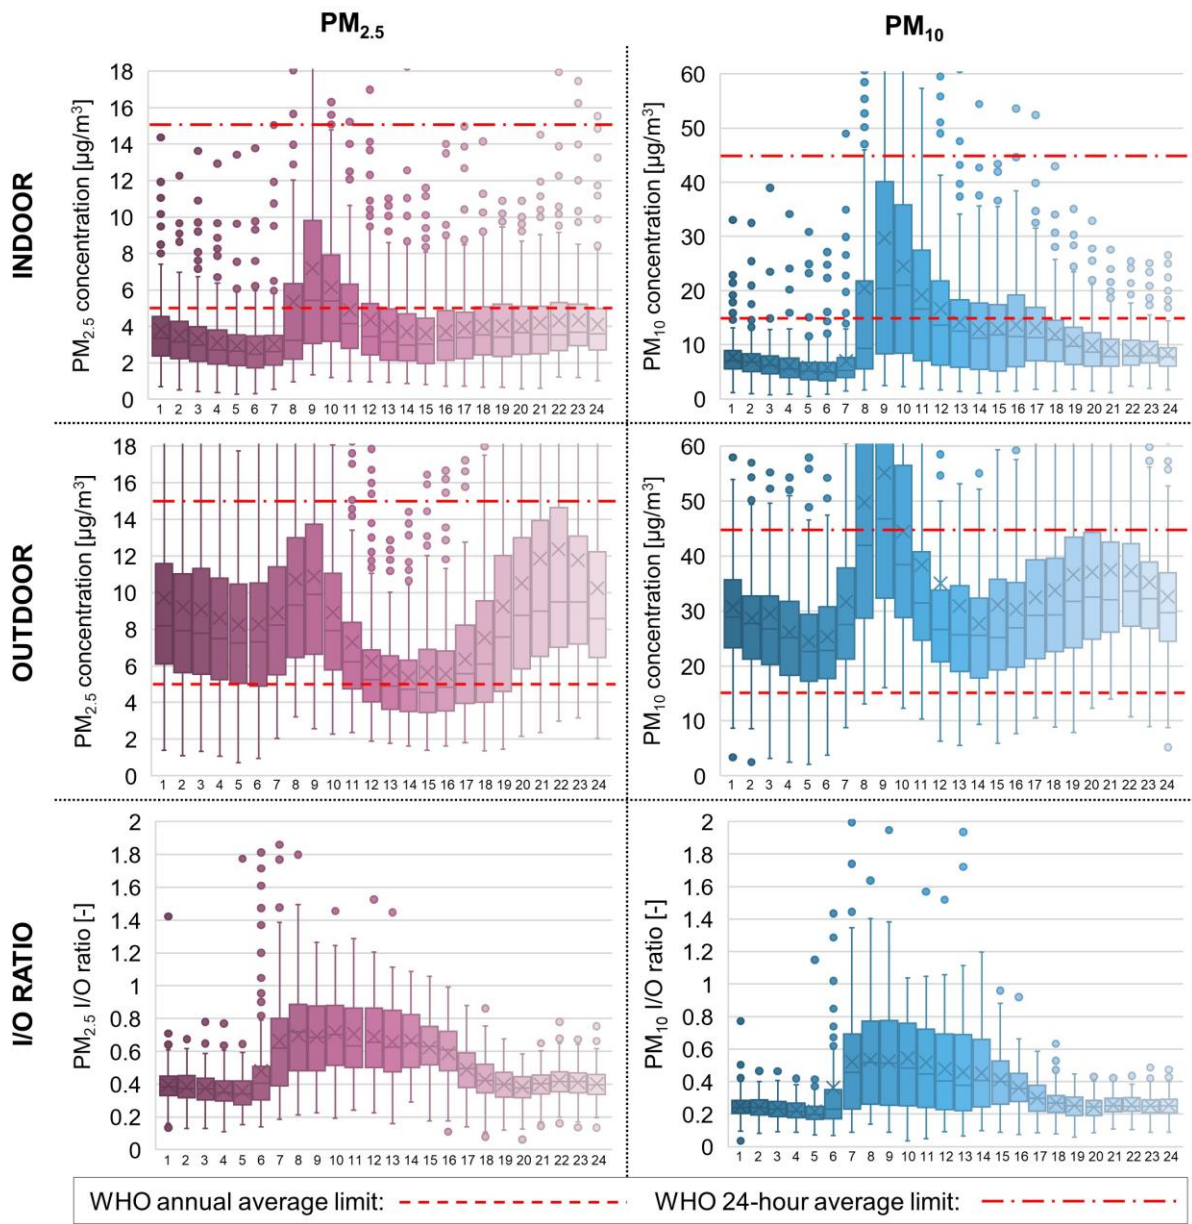 PM2.5
PM10
INDOOR
PM2.5 concentration [µg/m³]
18
16
14
12
10
8
6
4
2
0
1 2 3 4 5 6 7 8 9 10 11 12 13 14 15 16 17 18 19 20 21 22 23 24
PM10 concentration [µg/m³]
60
50
40
30
20
10
0
1 2 3 4 5 6 7 8 9 10 11 12 13 14 15 16 17 18 19 20 21 22 23 24
OUTDOOR
PM2.5 concentration [µg/m³]
18
16
14
12
10
8
6
4
2
0
1 2 3 4 5 6 7 8 9 10 11 12 13 14 15 16 17 18 19 20 21 22 23 24
PM10 concentration [µg/m³]
60
50
40
30
20
10
0
1 2 3 4 5 6 7 8 9 10 11 12 13 14 15 16 17 18 19 20 21 22 23 24
I/O RATIO
PM2.5 I/O ratio [-]
2
1.8
1.6
1.4
1.2
1
0.8
0.6
0.4
0.2
0
1 2 3 4 5 6 7 8 9 10 11 12 13 14 15 16 17 18 19 20 21 22 23 24
PM10 I/O ratio [-]
2
1.8
1.6
1.4
1.2
1
0.8
0.6
0.4
0.2
0
1 2 3 4 5 6 7 8 9 10 11 12 13 14 15 16 17 18 19 20 21 22 23 24
WHO annual average limit:
WHO 24-hour average limit: